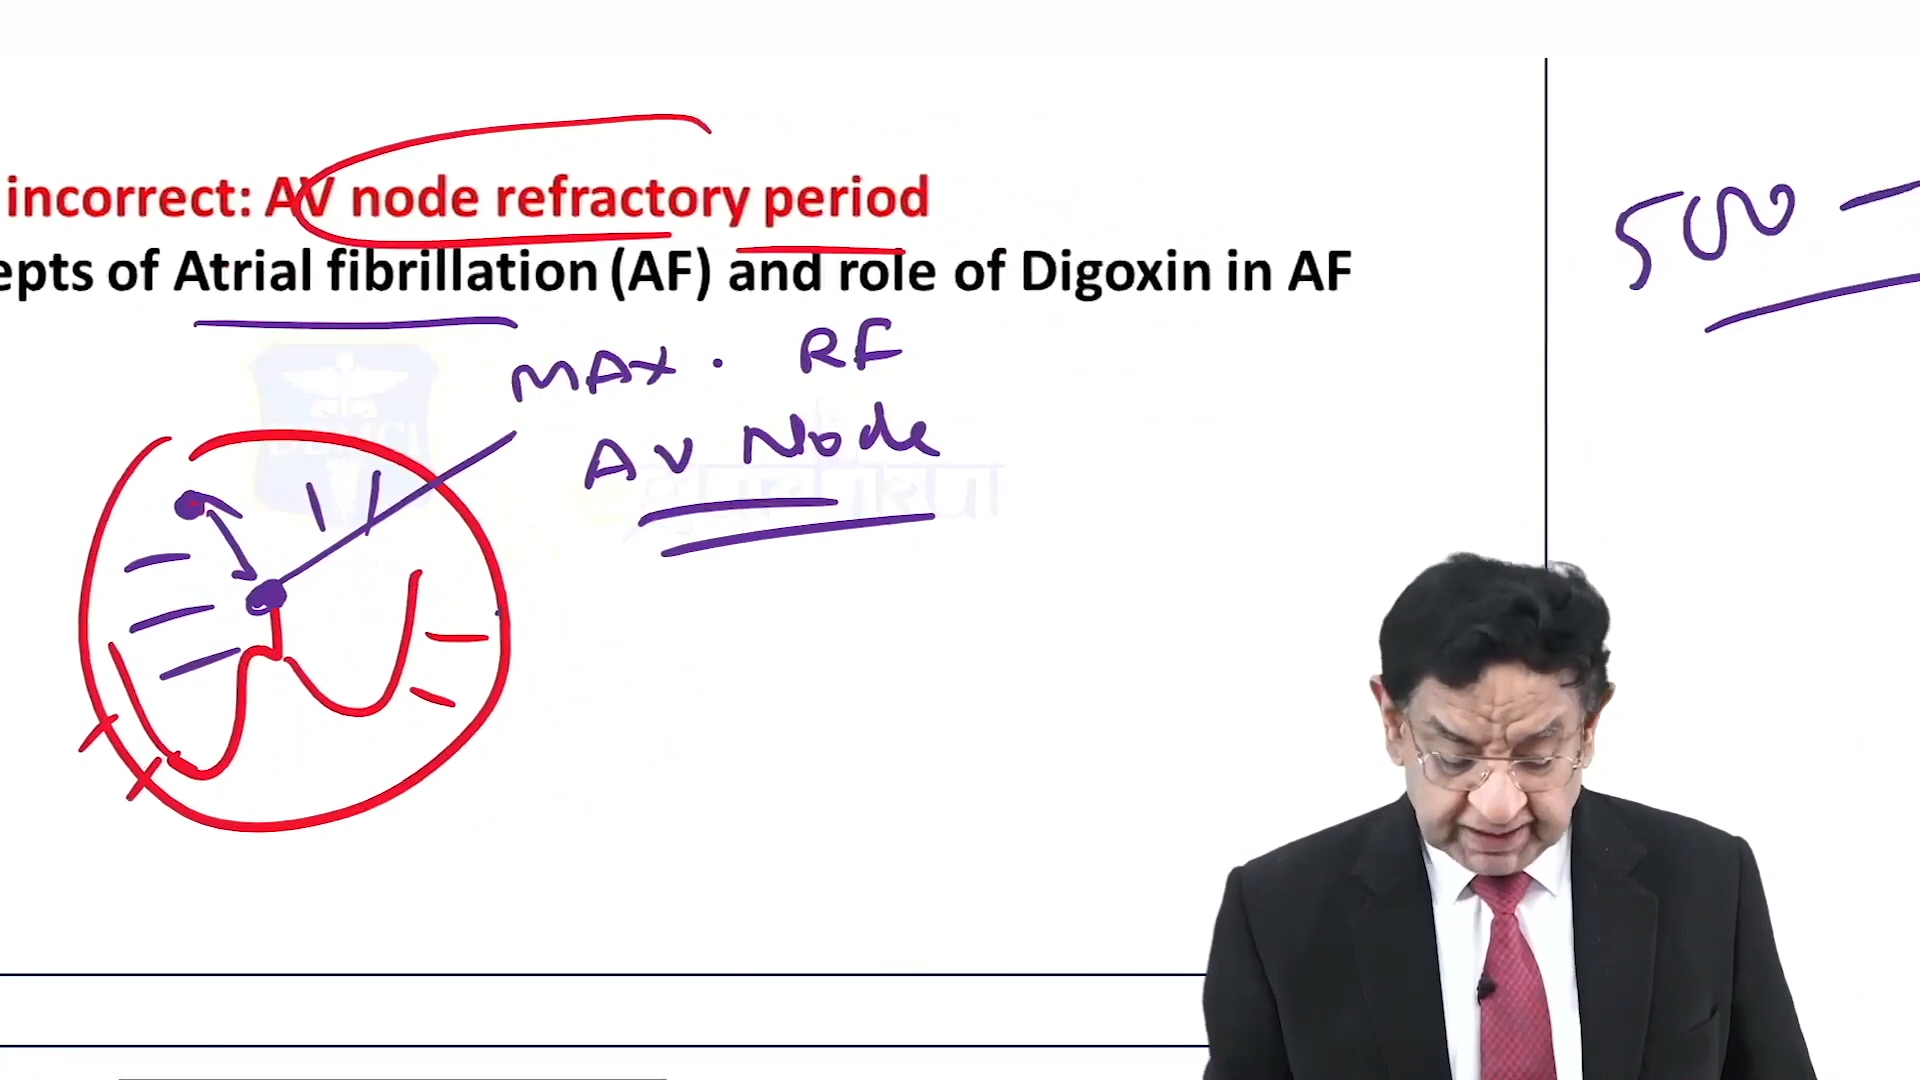 incorrect: AV node refractory period
epts of Atrial fibrillation (AF) and role of Digoxin in AF
MAX. RF
AV Node
500 -